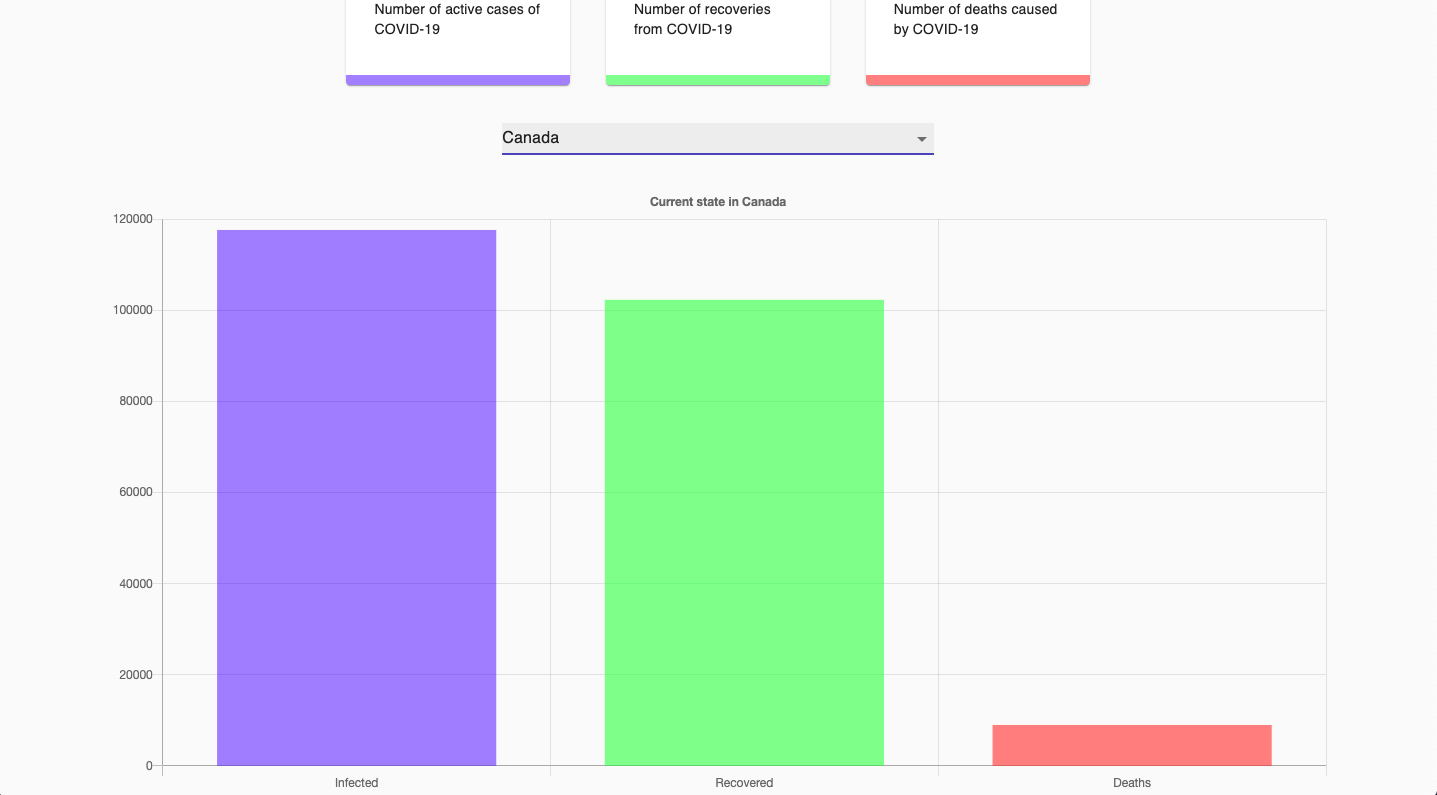 Number of active cases of
COVID-19
Number of recoveries
from COVID-19
Number of deaths caused
by COVID-19
Canada
Current state in Canada
120000
100000
80000
60000
40000
20000
0
Infected
Recovered
Deaths